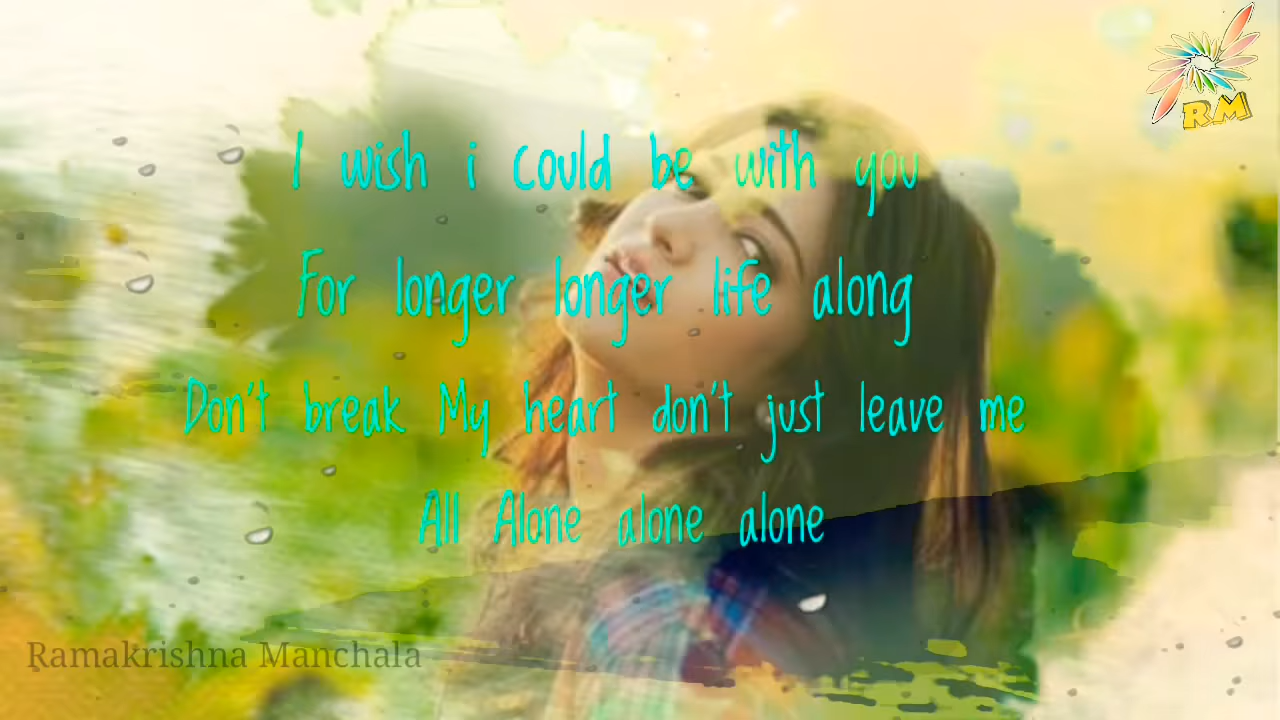 RM
I wish i could be with you
For longer longer life along
Don't break My heart don't just leave me
All Alone alone alone
Ramakrishna Manchala